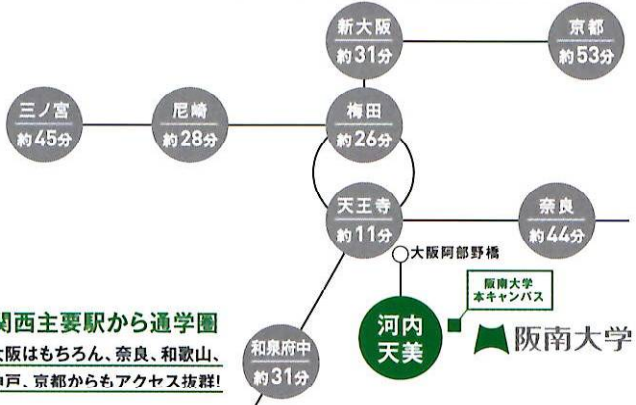 新大阪
約31分
京都
約53分
三ノ宮
約45分
尼崎
約28分
梅田
約26分
天王寺
約11分
奈良
約44分
大阪阿部野橋
阪南大学
本キャンパス
河内
天美
阪南大学
和泉府中
約31分
関西主要駅から通学圏
大阪はもちろん、奈良、和歌山、
神戸、京都からもアクセス抜群!